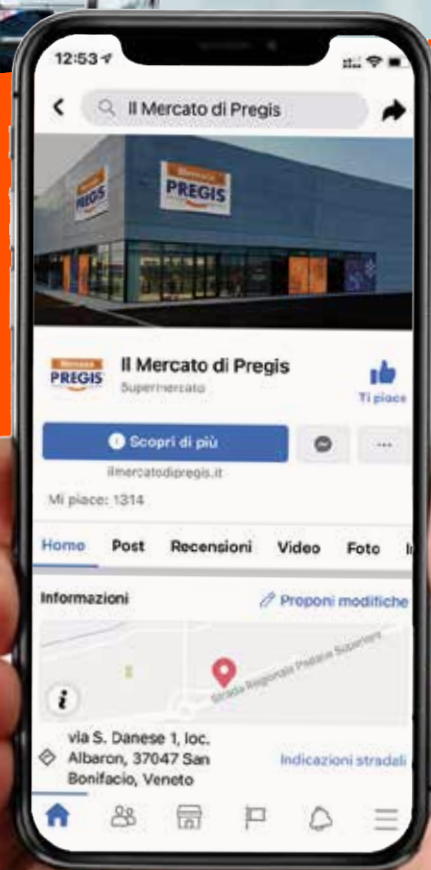 12:53
Il Mercato di Pregis
Mercato
PREGIS
Mercato
PREGIS
Mercato
PREGIS
Il Mercato di Pregis
Supermercato
Ti piace
Scopri di più
ilmercatodipregis.it
Mi piace: 1314
Home Post Recensioni Video Foto
Informazioni
Proponi modifiche
Strada Regionale Padana Superiore
via S. Danese 1, loc.
Albaron, 37047 San
Bonifacio, Veneto
Indicazioni stradali